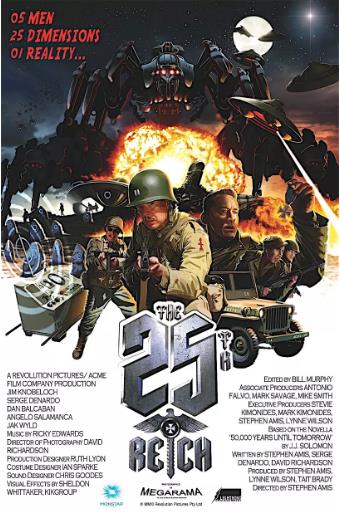 05 MEN
25 DIMENSIONS
01 REALITY...
THE
25TH
REICH
A REVOLUTION PICTURES/ ACME
FILM COMPANY PRODUCTION
JIM KNOBELOCH
SERGE DENARDO
DAN BALCABAN
ANGELO SALAMANCA
JAK WYLD
MUSIC BY RICKY EDWARDS
DIRECTOR OF PHOTOGRAPHY DAVID
RICHARDSON
PRODUCTION DESIGNER RUTH LYON
COSTUME DESIGNER IAN SPARKE
SOUND DESIGNER CHRIS GOODES
VISUAL EFFECTS BY SHELDON
WHITTAKER, KIKGROUP
EDITED BY BILL MURPHY
ASSOCIATE PRODUCERS ANTONIO
FALVO, MARK SAVAGE, MIKE SMITH
EXECUTIVE PRODUCERS STEVIE
KIMONIDES, MARK KIMONIDES,
STEPHEN AMIS, LYNNE WILSON
BASED ON THE NOVELLA
'50,000 YEARS UNTIL TOMORROW'
BY J.J. SOLOMON
WRITTEN BY STEPHEN AMIS, SERGE
DENARDO, DAVID RICHARDSON
PRODUCED BY STEPHEN AMIS,
LYNNE WILSON, TAIT BRADY
DIRECTED BY STEPHEN AMIS
MONSTAR
MEGARAMA
Revolution Pictures Pty Ltd